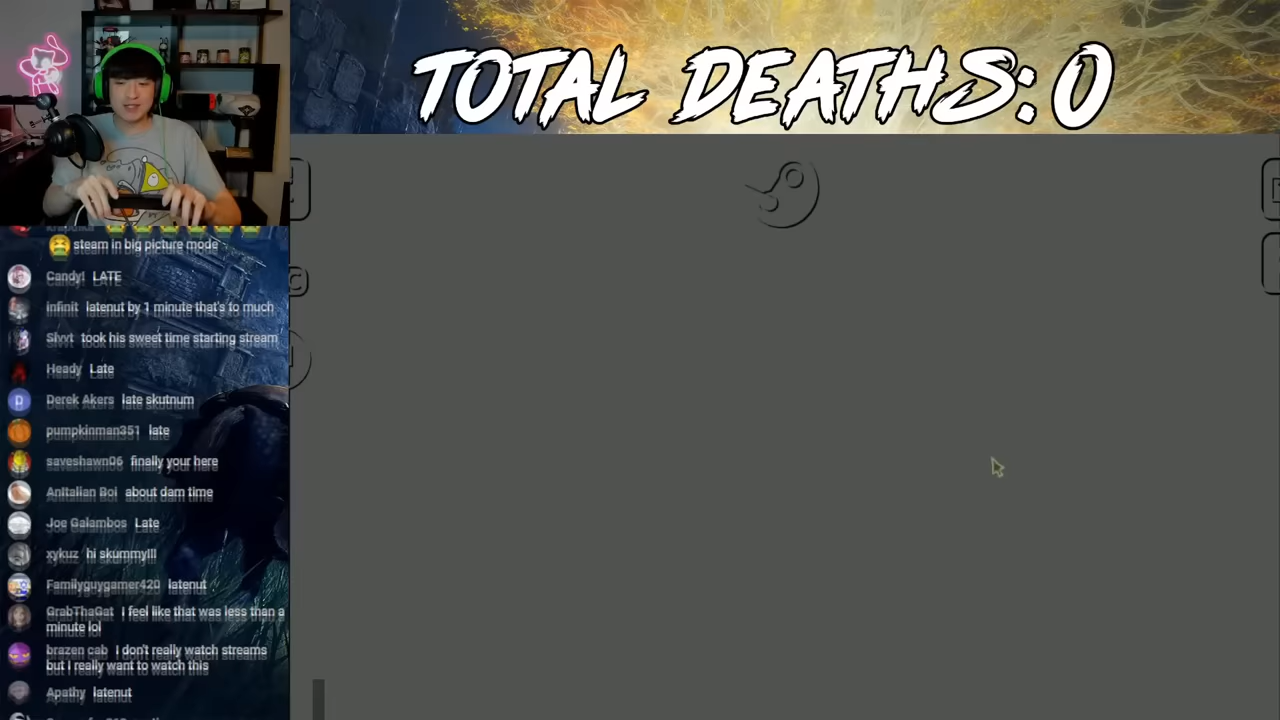 TOTAL DEATHS: 0
steam in big picture mode
Candy! LATE
infinit latenut by 1 minute that's to much
Slvvt took his sweet time starting stream
Heady Late
Derek Akers late skutnum
pumpkinman351 late
saveshawn06 finally your here
AnItalian Boi about dam time
Joe Galambos Late
xykuz hi skummy!!!
Familyguygamer420 latenut
GrabThaGat I feel like that was less than a
minute lol
brazen cab I don't really watch streams
but I really want to watch this
Apathy latenut